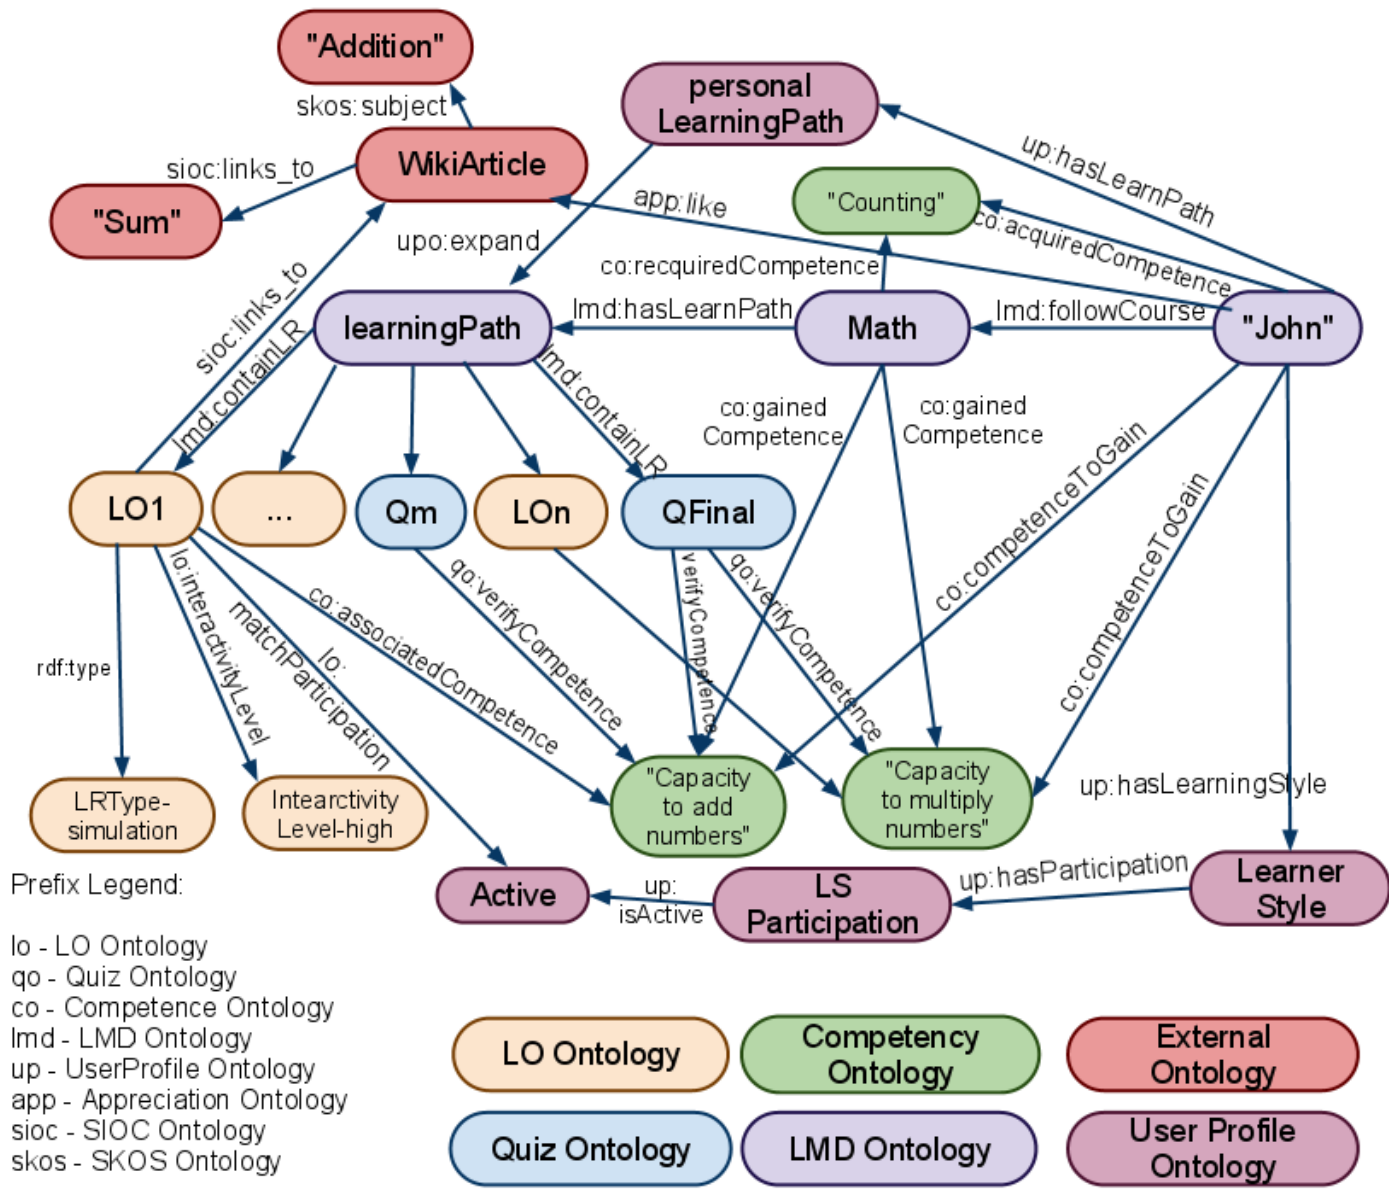 "Addition"
skos:subject
personal
LearningPath
WikiArticle
sioc:links_to
"Sum"
up:hasLearnPath
"Counting"
app:like
co:acquiredCompetence
upo:expand
co:recquiredCompetence
sioc:links_to
learningPath
lmd:hasLearnPath
Math
lmd:followCourse
"John"
lmd:containLR
lmd:containLR
co:gained
Competence
co:gained
Competence
co:competenceToGain
co:competenceToGain
LO1
...
Qm
LOn
QFinal
rdf:type
lo:interactivityLevel
lo:
matchParticipation
co:associatedCompetence
qo:verifyCompetence
verifyCompetence
qo:verifyCompetence
LRType-
simulation
Intearctivity
Level-high
"Capacity
to add
numbers"
"Capacity
to multiply
numbers"
up:hasLearningStyle
Active
up:
isActive
LS
Participation
up:hasParticipation
Learner
Style
Prefix Legend:
lo - LO Ontology
qo - Quiz Ontology
co - Competence Ontology
lmd - LMD Ontology
up - UserProfile Ontology
app - Appreciation Ontology
sioc - SIOC Ontology
skos - SKOS Ontology
LO Ontology
Competency
Ontology
External
Ontology
Quiz Ontology
LMD Ontology
User Profile
Ontology